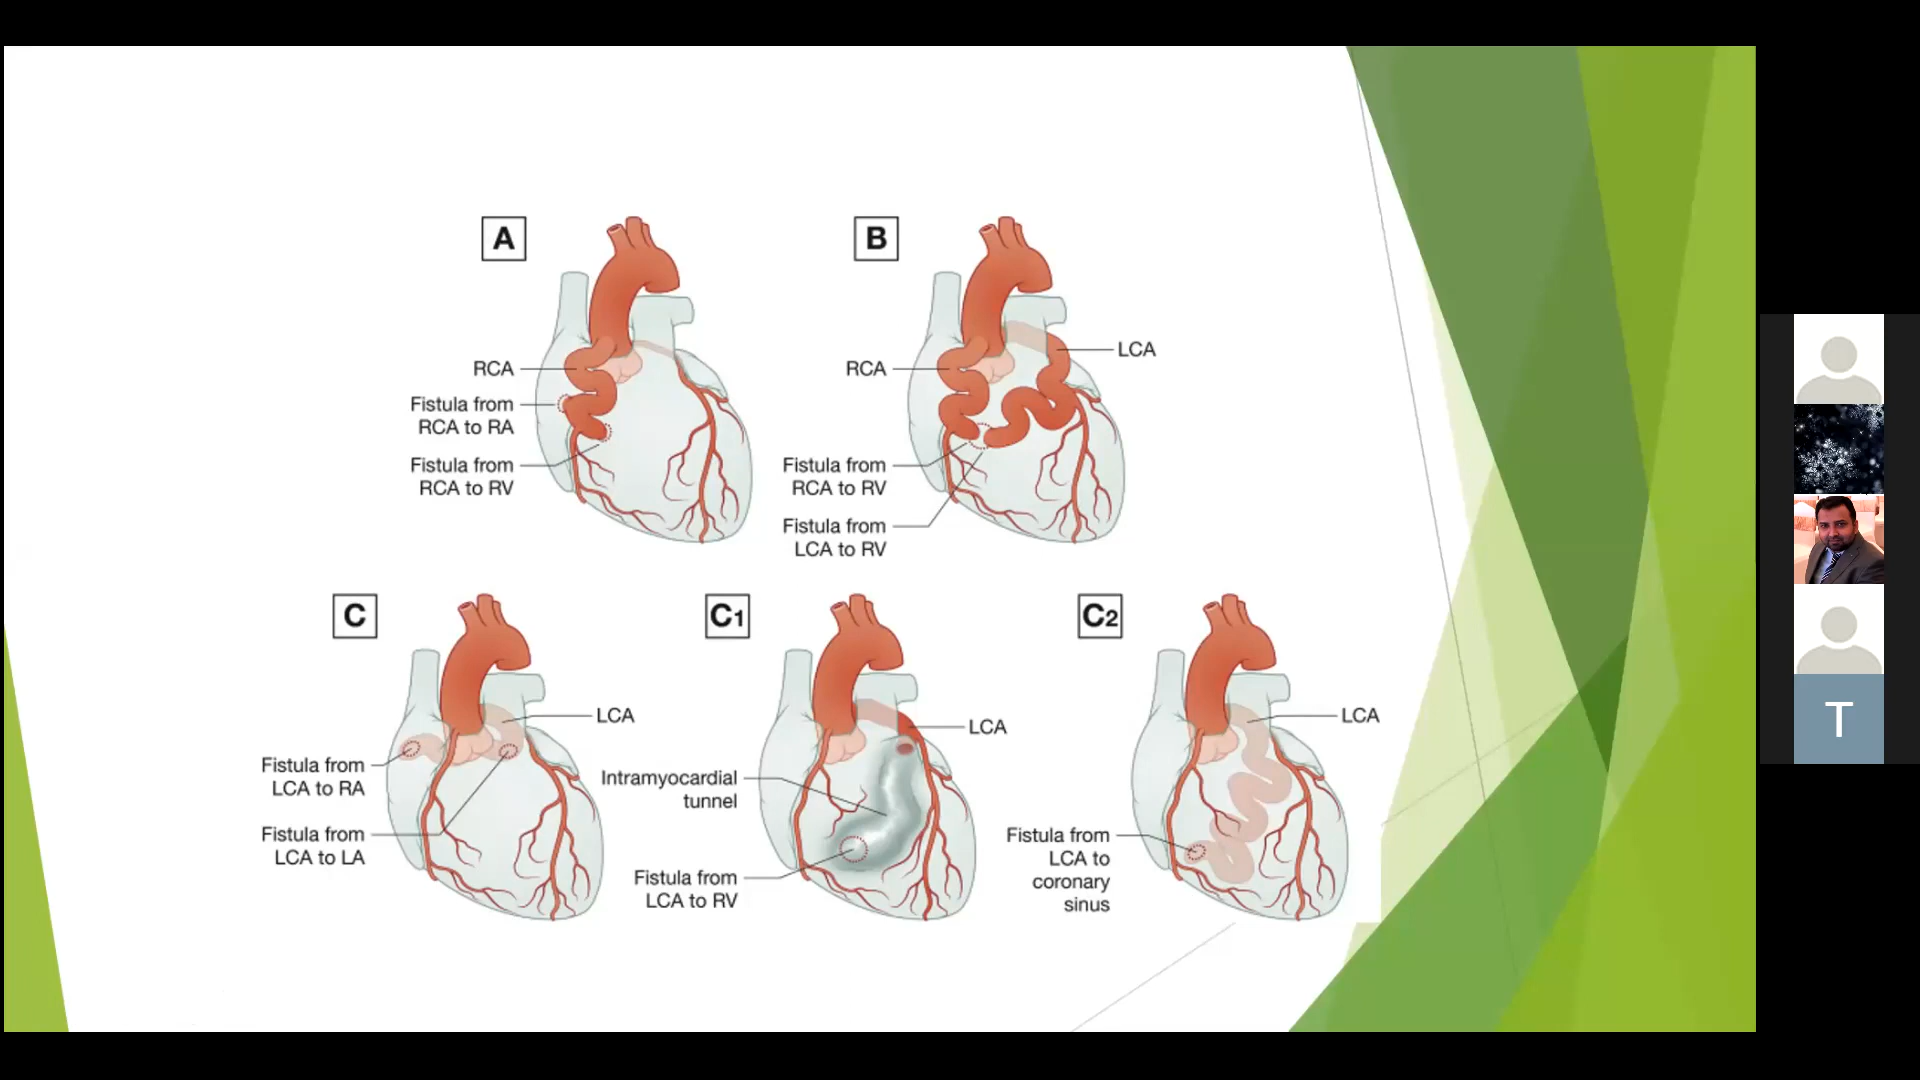 A
RCA
Fistula from
RCA to RA
Fistula from
RCA to RV
B
LCA
RCA
Fistula from
RCA to RV
Fistula from
LCA to RV
C
LCA
Fistula from
LCA to RA
Fistula from
LCA to LA
C1
LCA
Intramyocardial
tunnel
Fistula from
LCA to RV
C2
LCA
Fistula from
LCA to
coronary
sinus
T